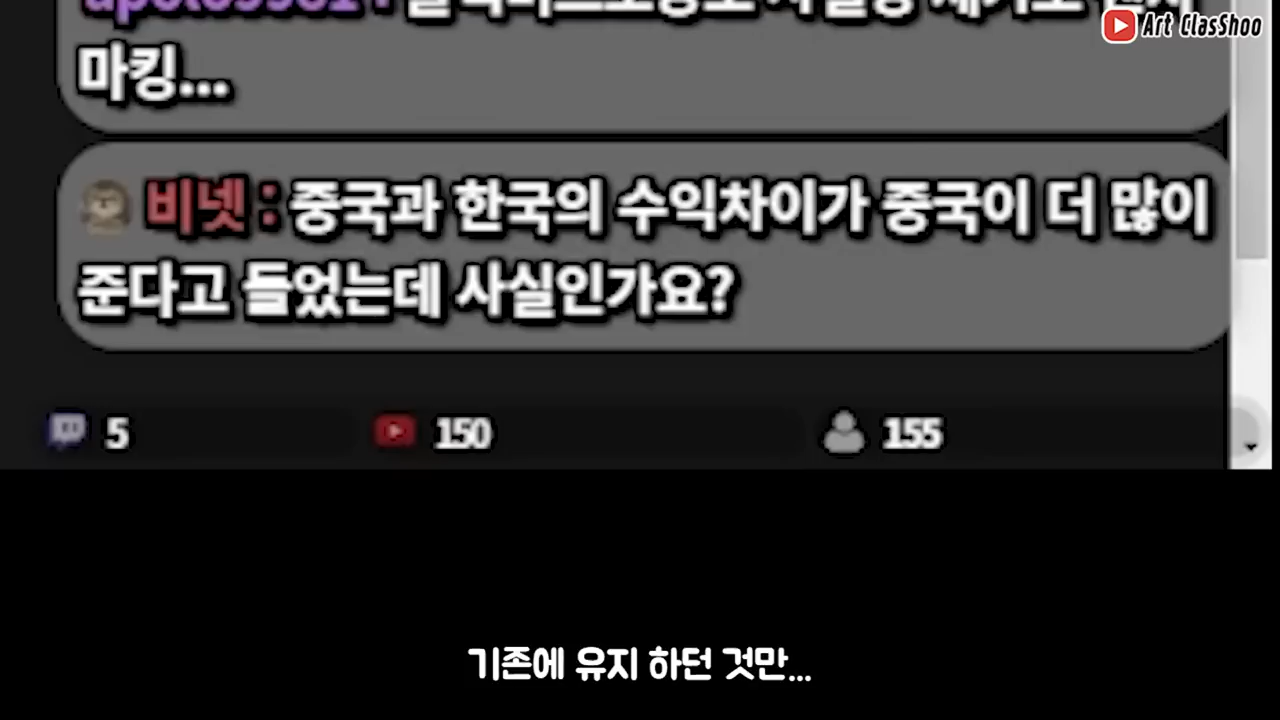 Art ClasShoo
마킹...
비넷 : 중국과 한국의 수익차이가 중국이 더 많이
준다고 들었는데 사실인가요?
5 150 155
기존에 유지 하던 것만...